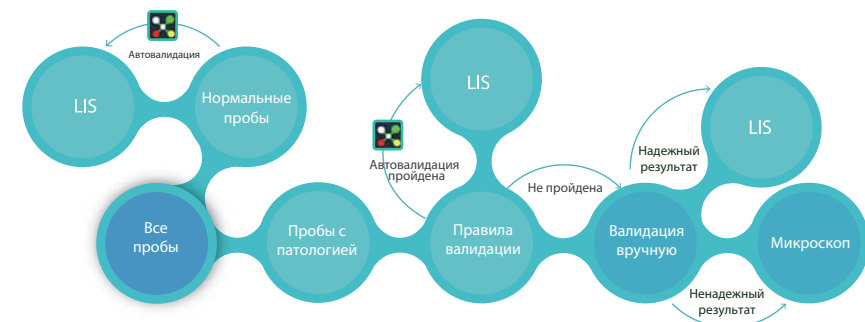 Автовалидация
LIS
Нормальные
пробы
LIS
Автовалидация
пройдена
LIS
Надежный
результат
Не пройдена
Все
пробы
Пробы с
патологией
Правила
валидации
Валидация
вручную
Микроскоп
Ненадежный
результат